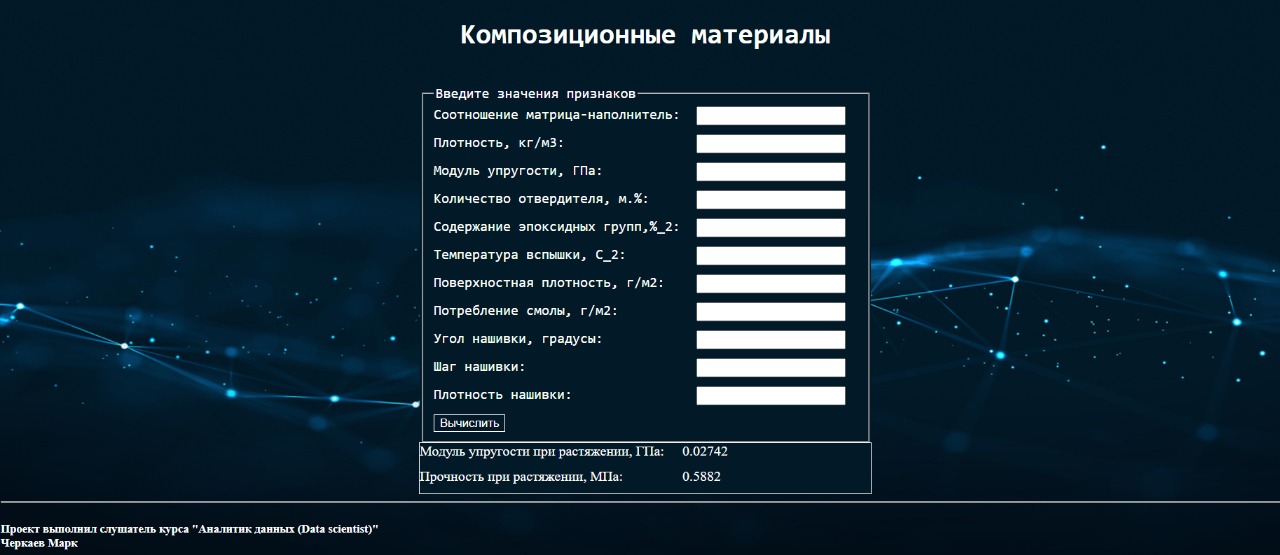 Композиционные материалы
Введите значения признаков
Соотношение матрица-наполнитель:
Плотность, кг/м3:
Модуль упругости, ГПа:
Количество отвердителя, м.%:
Содержание эпоксидных групп,%_2:
Температура вспышки, С_2:
Поверхностная плотность, г/м2:
Потребление смолы, г/м2:
Угол нашивки, градусы:
Шаг нашивки:
Плотность нашивки:
Вычислить
Модуль упругости при растяжении, ГПа: 0.02742
Прочность при растяжении, МПа: 0.5882
Проект выполнил слушатель курса "Аналитик данных (Data scientist)"
Черкаев Марк